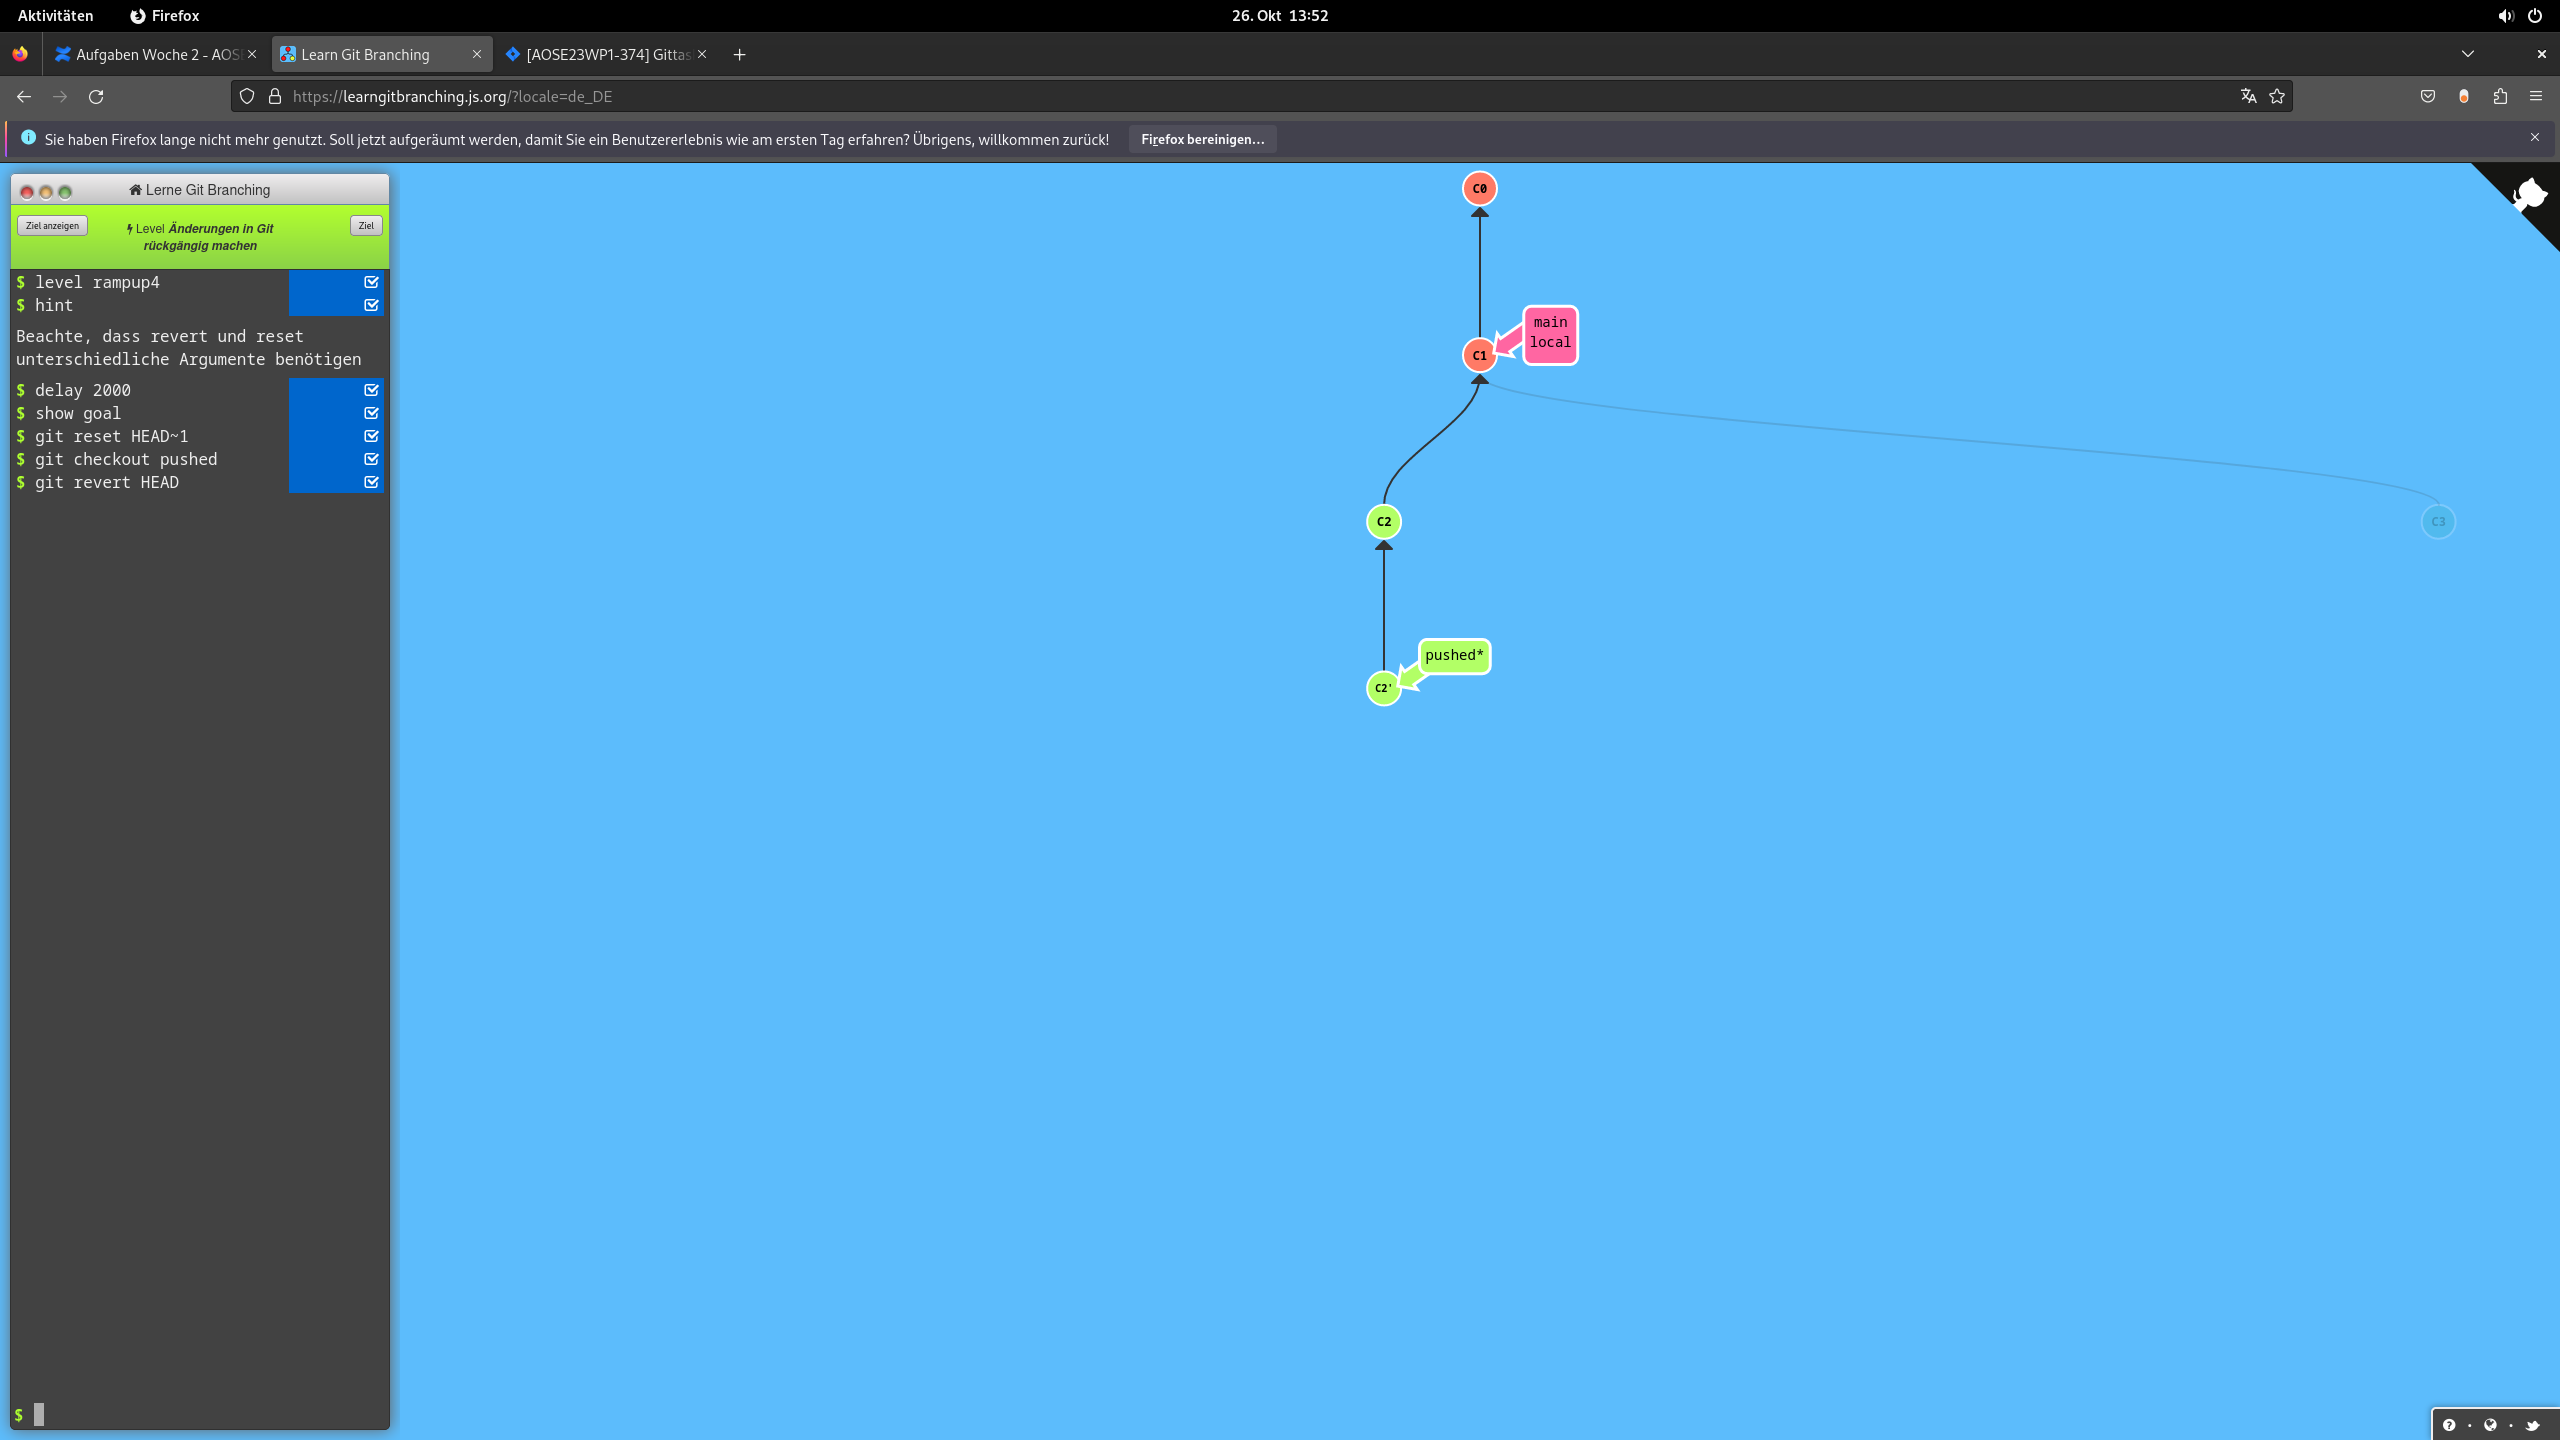 Aktivitäten Firefox 26. Okt 13:52
Aufgaben Woche 2 - AOS Learn Git Branching [AOSE23WP1-374] Gittas
https://learngitbranching.js.org/?locale=de_DE
Sie haben Firefox lange nicht mehr genutzt. Soll jetzt aufgeräumt werden, damit Sie ein Benutzererlebnis wie am ersten Tag erfahren? Übrigens, willkommen zurück! Firefox bereinigen...
Lerne Git Branching
Ziel anzeigen Level Änderungen in Git Ziel
rückgängig machen
$ level rampup4
$ hint
Beachte, dass revert und reset
unterschiedliche Argumente benötigen
$ delay 2000
$ show goal
$ git reset HEAD~1
$ git checkout pushed
$ git revert HEAD
$
C0
main
local
C1
C2
C3
pushed*
C2'